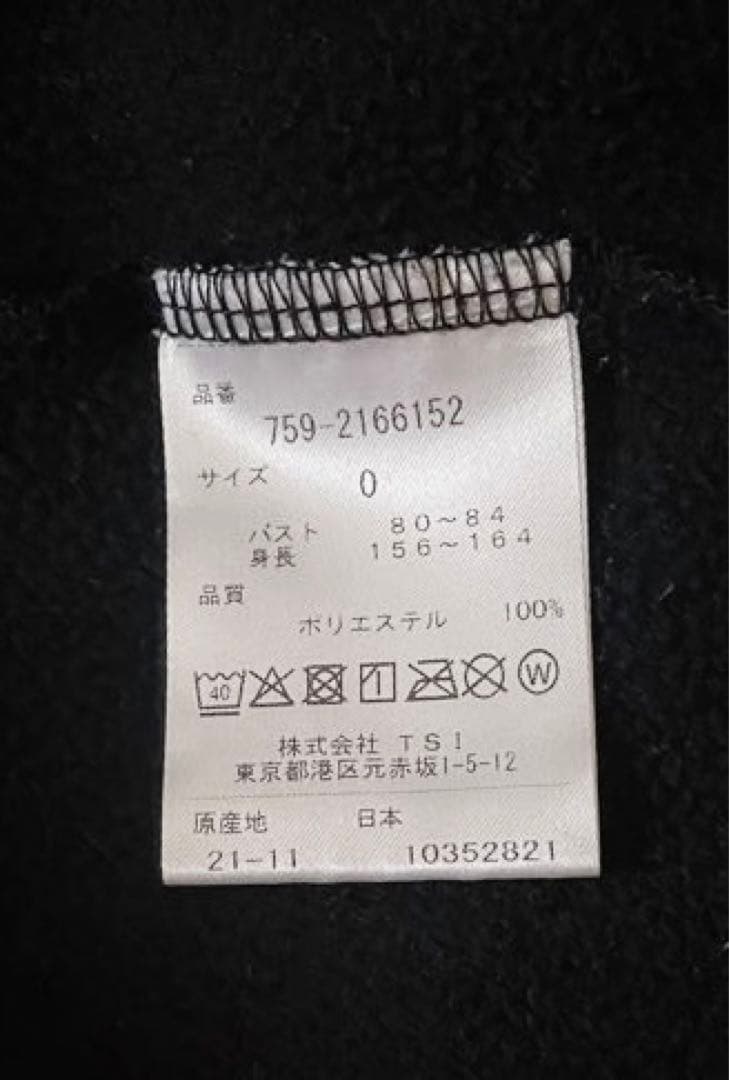 品番
759-2166152
サイズ 0
バスト 80～84
身長 156～164
品質
ポリエステル 100%
40 W
株式会社 TSI
東京都港区元赤坂1-5-12
原産地 日本
21-11 10352821